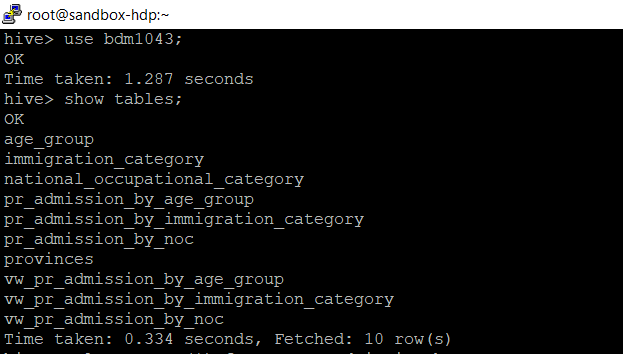 root@sandbox-hdp:~
hive> use bdm1043;
OK
Time taken: 1.287 seconds
hive> show tables;
OK
age_group
immigration_category
national_occupational_category
pr_admission_by_age_group
pr_admission_by_immigration_category
pr_admission_by_noc
provinces
vw_pr_admission_by_age_group
vw_pr_admission_by_immigration_category
vw_pr_admission_by_noc
Time taken: 0.334 seconds, Fetched: 10 row(s)